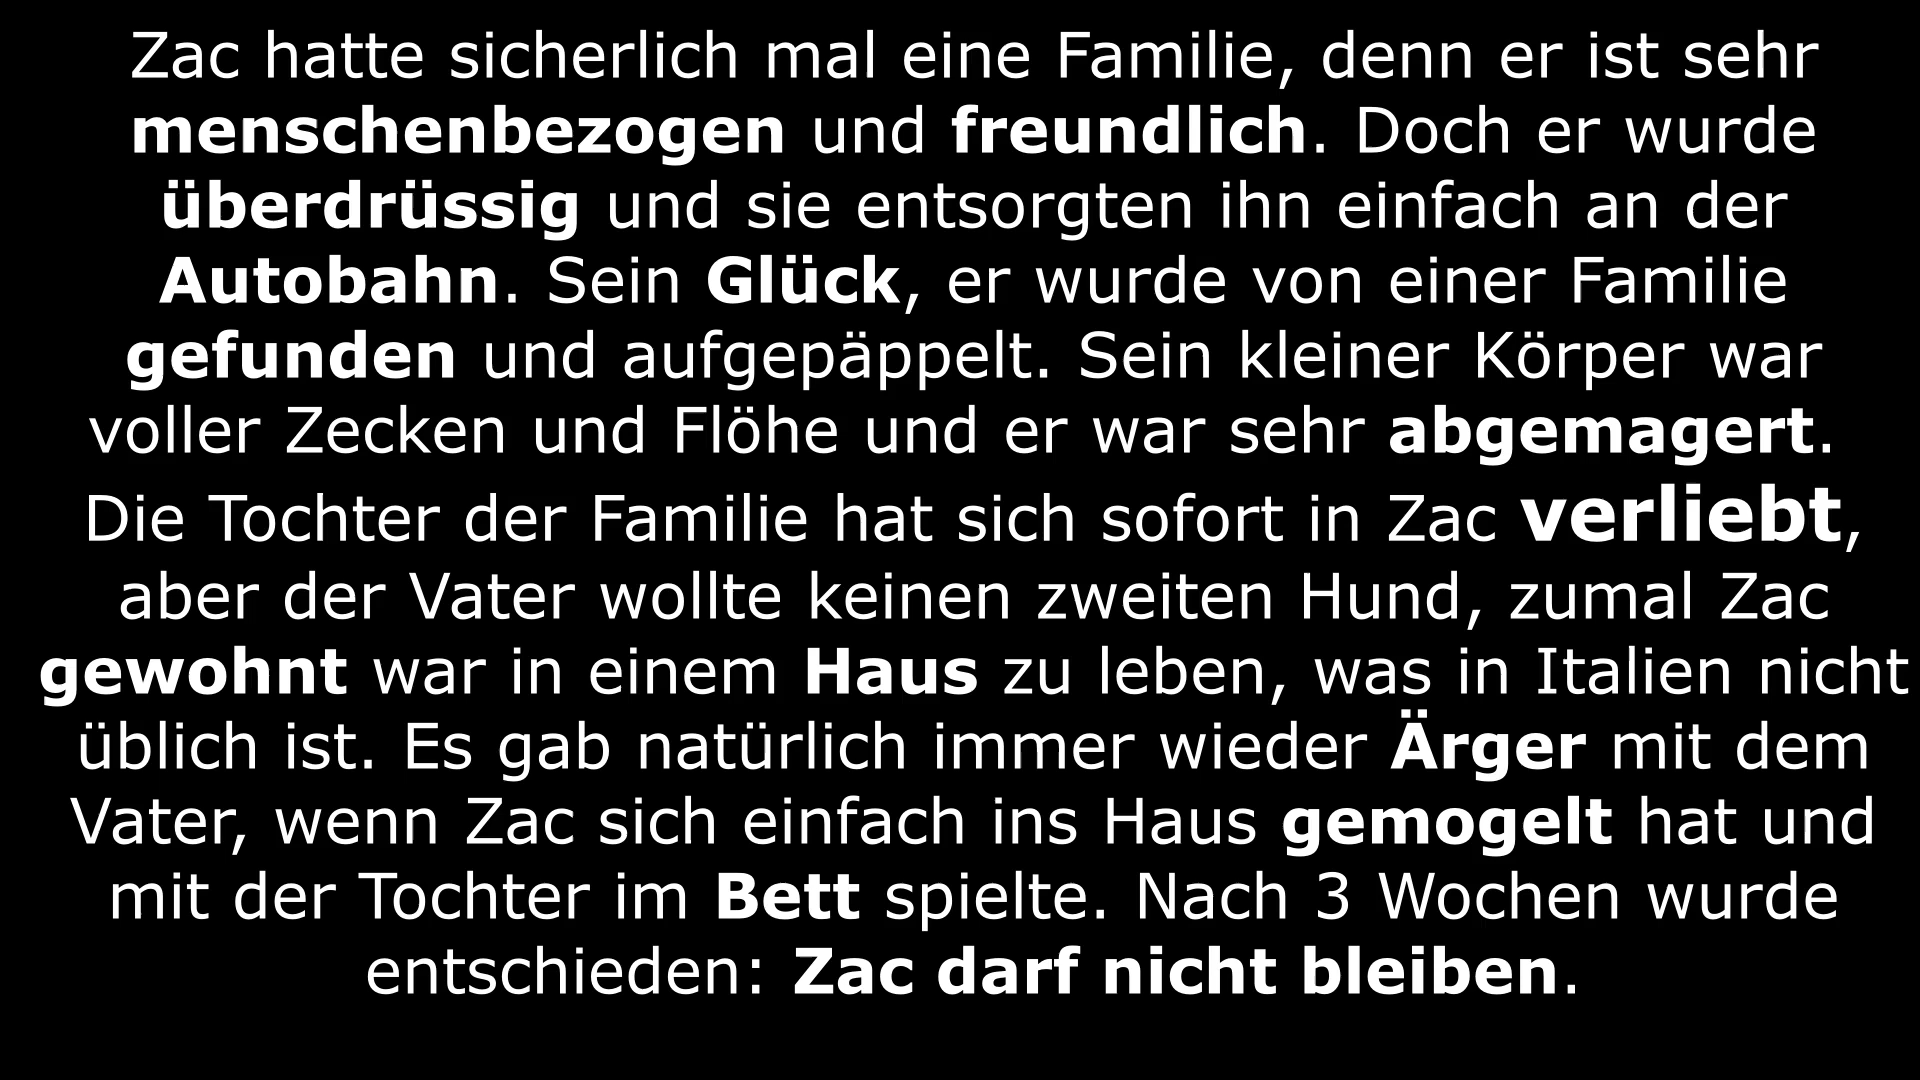 Zac hatte sicherlich mal eine Familie, denn er ist sehr
menschenbezogen und freundlich. Doch er wurde
überdrüssig und sie entsorgten ihn einfach an der
Autobahn. Sein Glück, er wurde von einer Familie
gefunden und aufgepäppelt. Sein kleiner Körper war
voller Zecken und Flöhe und er war sehr abgemagert.
Die Tochter der Familie hat sich sofort in Zac verliebt,
aber der Vater wollte keinen zweiten Hund, zumal Zac
gewohnt war in einem Haus zu leben, was in Italien nicht
üblich ist. Es gab natürlich immer wieder Ärger mit dem
Vater, wenn Zac sich einfach ins Haus gemogelt hat und
mit der Tochter im Bett spielte. Nach 3 Wochen wurde
entschieden: Zac darf nicht bleiben.